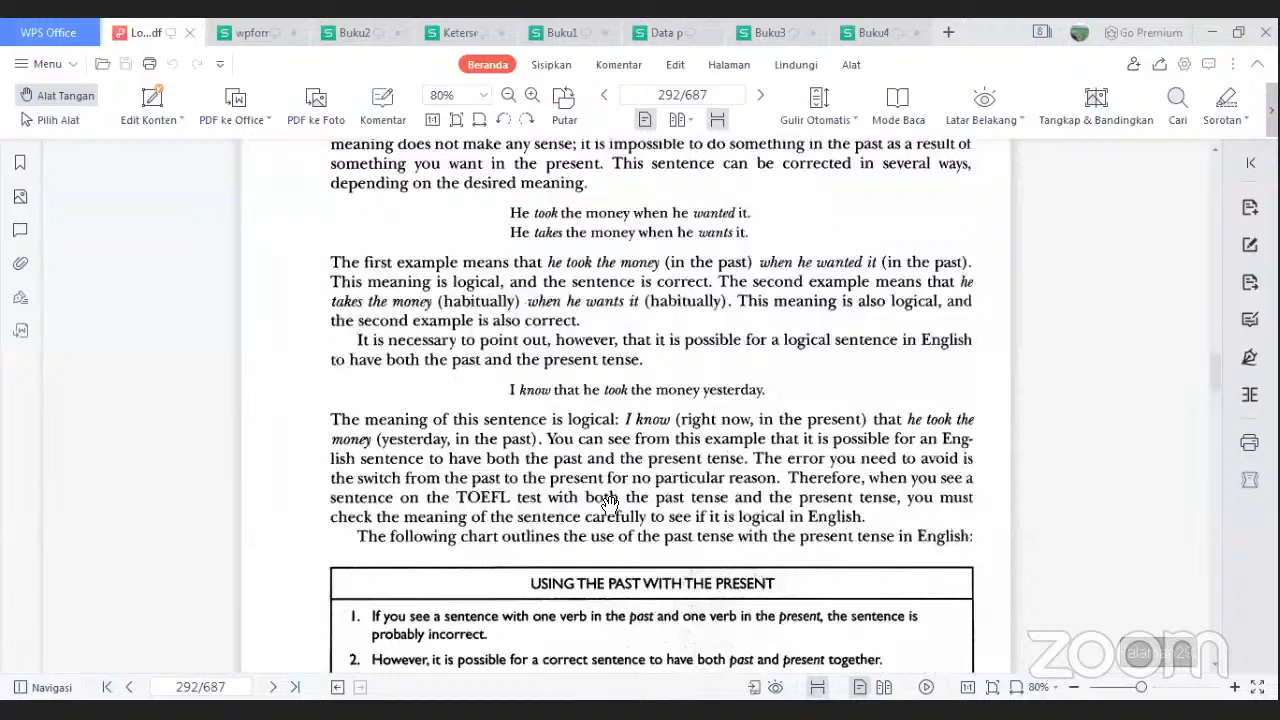 WPS Office Lo...df wpforr Buku2 Keterse Buku1 Data p Buku3 Buku4 Go Premium
Menu Beranda Sisipkan Komentar Edit Halaman Lindungi Alat
Alat Tangan 80% 292/687
Pilih Alat Edit Konten PDF ke Office PDF ke Foto Komentar Putar Gulir Otomatis Mode Baca Latar Belakang Tangkap & Bandingkan Cari Sorotan
meaning does not make any sense; it is impossible to do something in the past as a result of
something you want in the present. This sentence can be corrected in several ways,
depending on the desired meaning.
He took the money when he wanted it.
He takes the money when he wants it.
The first example means that he took the money (in the past) when he wanted it (in the past).
This meaning is logical, and the sentence is correct. The second example means that he
takes the money (habitually) when he wants it (habitually). This meaning is also logical, and
the second example is also correct.
It is necessary to point out, however, that it is possible for a logical sentence in English
to have both the past and the present tense.
I know that he took the money yesterday.
The meaning of this sentence is logical: I know (right now, in the present) that he took the
money (yesterday, in the past). You can see from this example that it is possible for an Eng-
lish sentence to have both the past and the present tense. The error you need to avoid is
the switch from the past to the present for no particular reason. Therefore, when you see a
sentence on the TOEFL test with both the past tense and the present tense, you must
check the meaning of the sentence carefully to see if it is logical in English.
The following chart outlines the use of the past tense with the present tense in English:
USING THE PAST WITH THE PRESENT
1. If you see a sentence with one verb in the past and one verb in the present, the sentence is
probably incorrect.
2. However, it is possible for a correct sentence to have both past and present together.
zoom
Navigasi 292/687 80%